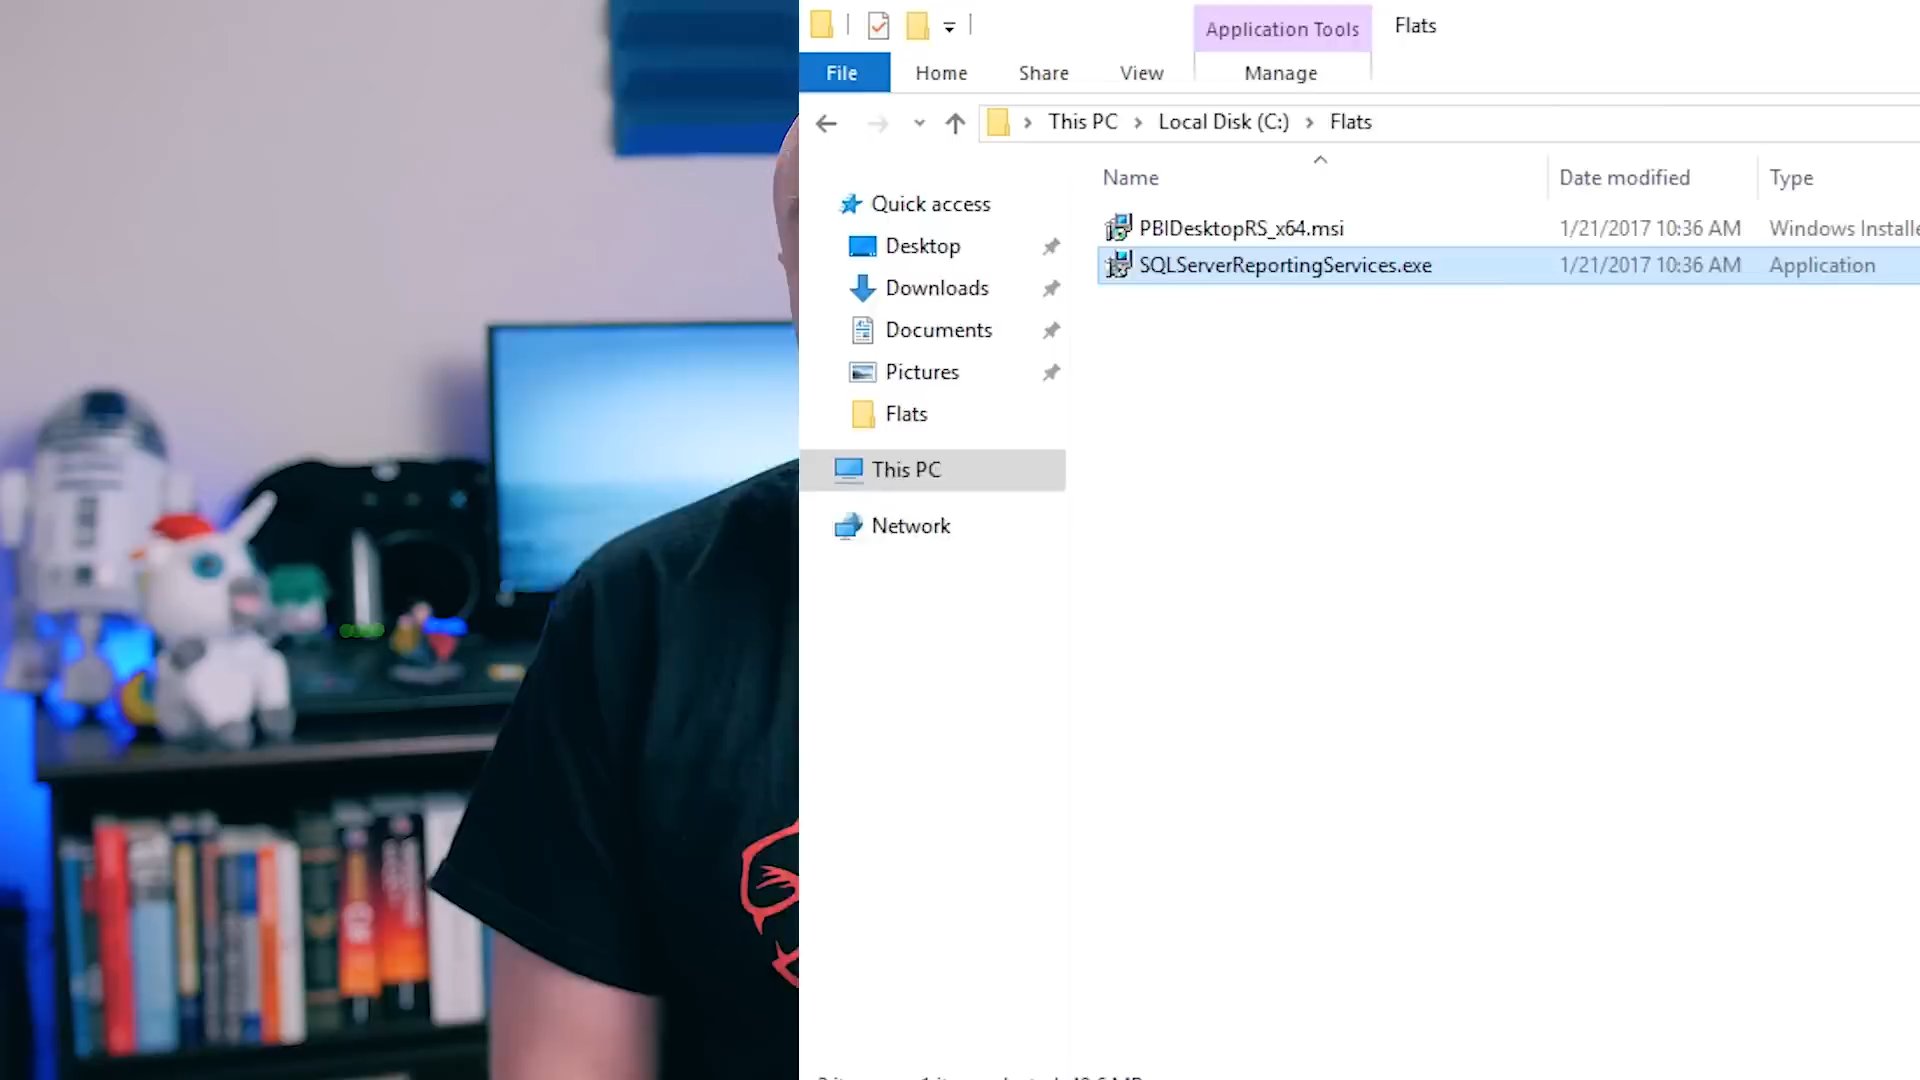 Application Tools
Flats
File
Home
Share
View
Manage
This PC
Local Disk (C:)
Flats
Name
Date modified
Type
Quick access
PBIDesktopRS_x64.msi
1/21/2017 10:36 AM
Windows Installe
Desktop
SQLServerReportingServices.exe
1/21/2017 10:36 AM
Application
Downloads
Documents
Pictures
Flats
This PC
Network